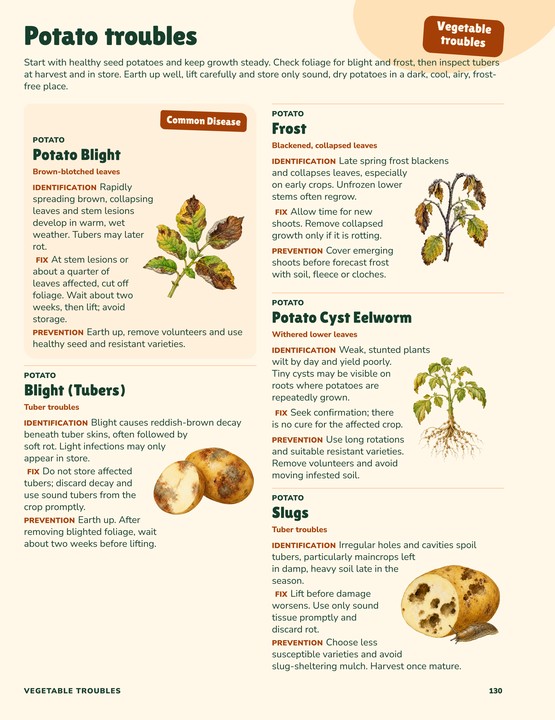 Potato troubles
Vegetable
troubles
Start with healthy seed potatoes and keep growth steady. Check foliage for blight and frost, then inspect tubers
at harvest and in store. Earth up well, lift carefully and store only sound, dry potatoes in a dark, cool, airy, frost-
free place.
Common Disease
POTATO
Potato Blight
Brown-blotched leaves
IDENTIFICATION Rapidly
spreading brown, collapsing
leaves and stem lesions
develop in warm, wet
weather. Tubers may later
rot.
FIX At stem lesions or
about a quarter of
leaves affected, cut off
foliage. Wait about two
weeks, then lift; avoid
storage.
PREVENTION Earth up, remove volunteers and use
healthy seed and resistant varieties.
POTATO
Blight (Tubers)
Tuber troubles
IDENTIFICATION Blight causes reddish-brown decay
beneath tuber skins, often followed by
soft rot. Light infections may only
appear in store.
FIX Do not store affected
tubers; discard decay and
use sound tubers from the
crop promptly.
PREVENTION Earth up. After
removing blighted foliage, wait
about two weeks before lifting.
POTATO
Frost
Blackened, collapsed leaves
IDENTIFICATION Late spring frost blackens
and collapses leaves, especially
on early crops. Unfrozen lower
stems often regrow.
FIX Allow time for new
shoots. Remove collapsed
growth only if it is rotting.
PREVENTION Cover emerging
shoots before forecast frost
with soil, fleece or cloches.
POTATO
Potato Cyst Eelworm
Withered lower leaves
IDENTIFICATION Weak, stunted plants
wilt by day and yield poorly.
Tiny cysts may be visible on
roots where potatoes are
repeatedly grown.
FIX Seek confirmation; there
is no cure for the affected crop.
PREVENTION Use long rotations
and suitable resistant varieties.
Remove volunteers and avoid
moving infested soil.
POTATO
Slugs
Tuber troubles
IDENTIFICATION Irregular holes and cavities spoil
tubers, particularly maincrops left
in damp, heavy soil late in the
season.
FIX Lift before damage
worsens. Use only sound
tissue promptly and
discard rot.
PREVENTION Choose less
susceptible varieties and avoid
slug-sheltering mulch. Harvest once mature.
VEGETABLE TROUBLES
130